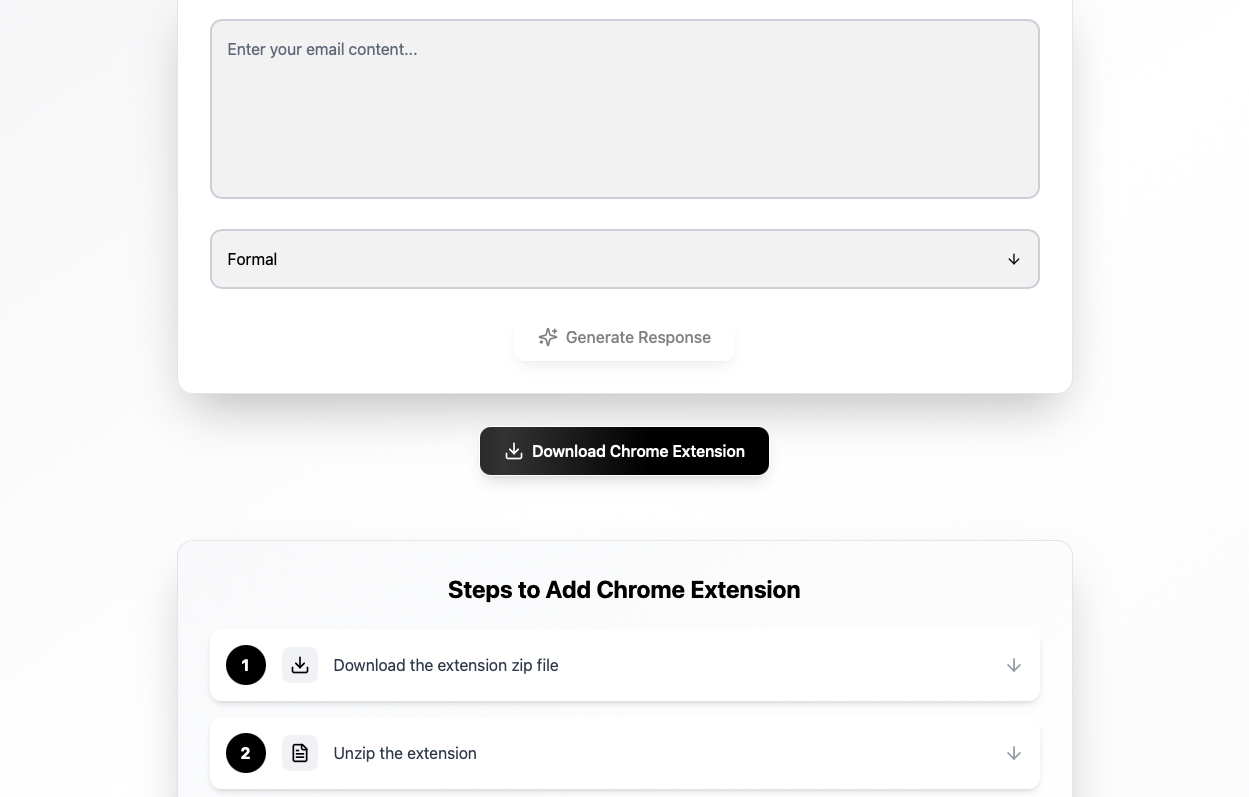 Enter your email content...
Formal
Generate Response
Download Chrome Extension
Steps to Add Chrome Extension
1 Download the extension zip file
2 Unzip the extension